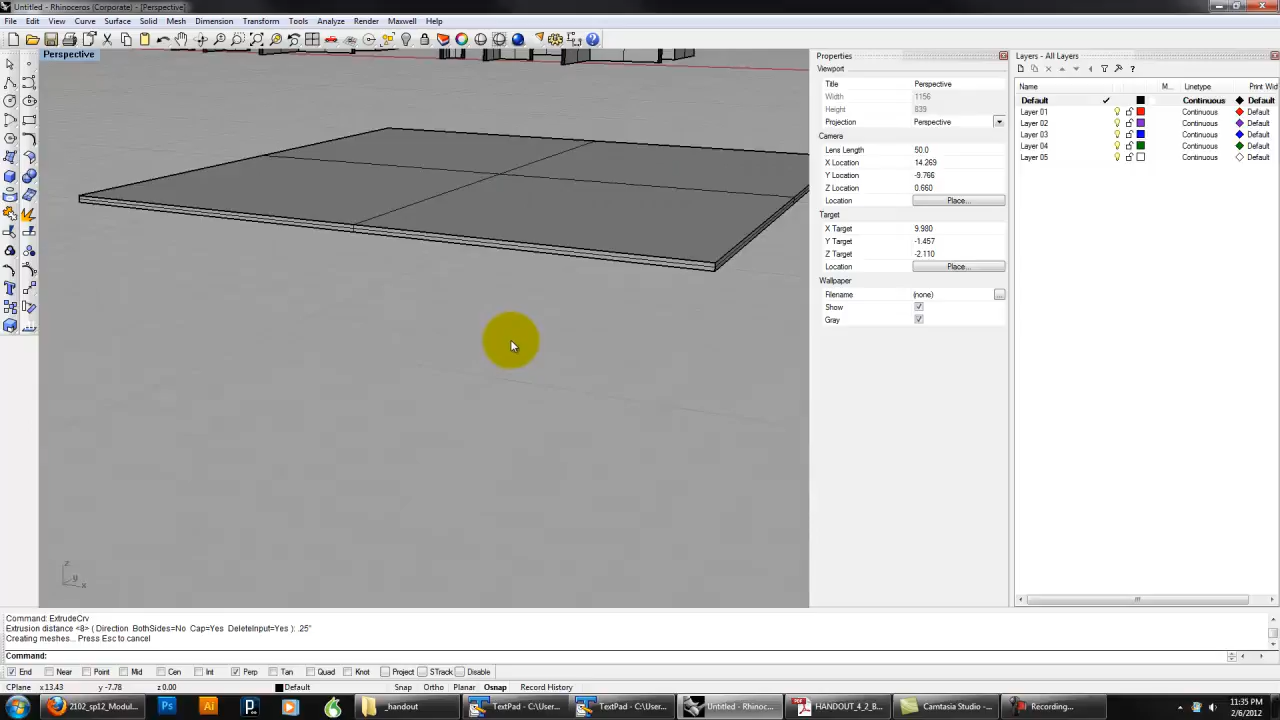 Untitled - Rhinoceros (Corporate) - [Perspective]
File Edit View Curve Surface Solid Mesh Dimension Transform Tools Analyze Render Maxwell Help
Perspective
Properties
Viewport
Title Perspective
Width 1156
Height 839
Projection Perspective
Camera
Lens Length 50.0
X Location 14.269
Y Location -9.766
Z Location 0.660
Location Place...
Target
X Target 9.980
Y Target -1.457
Z Target -2.110
Location Place...
Wallpaper
Filename (none) ...
Show
Gray
Layers - All Layers
Name M... Linetype Print Wid
Default Continuous Default
Layer 01 Continuous Default
Layer 02 Continuous Default
Layer 03 Continuous Default
Layer 04 Continuous Default
Layer 05 Continuous Default
z
y
x
Command: ExtrudeCrv
Extrusion distance <8> ( Direction BothSides=No Cap=Yes DeleteInput=Yes ): .25"
Creating meshes... Press Esc to cancel
Command:
End Near Point Mid Cen Int Perp Tan Quad Knot Project STrack Disable
CPlane x 13.43 y -7.78 z 0.00 Default Snap Ortho Planar Osnap Record History
2102_sp12_Modul... Ps Ai p _handout TextPad - C:\User... TextPad - C:\User... Untitled - Rhinoc... HANDOUT_4_2_B... Camtasia Studio -... Recording...
11:35 PM
2/6/2012